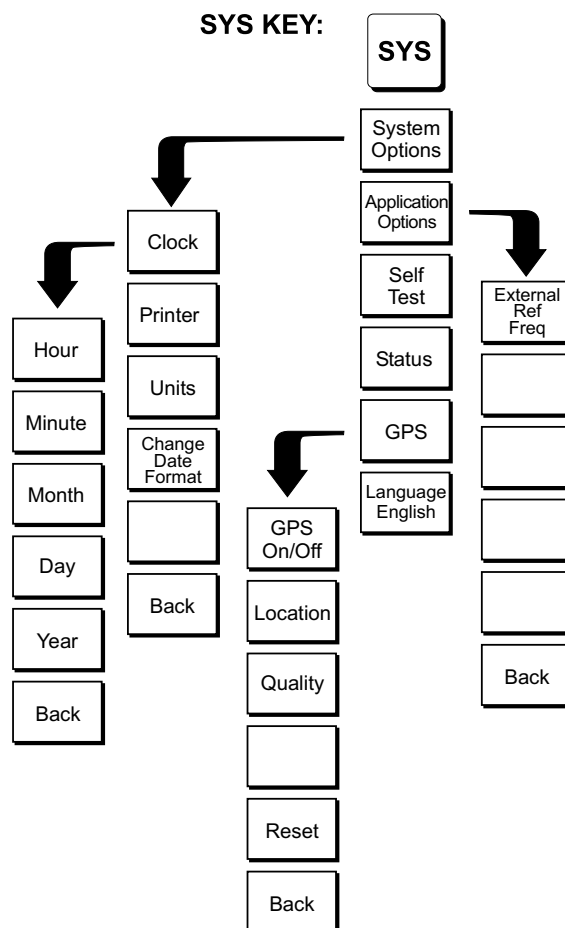 SYS KEY:
SYS
System
Options
Application
Options
Self
Test
Status
GPS
Language
English
Clock
Printer
Units
Change
Date
Format
Back
Hour
Minute
Month
Day
Year
Back
GPS
On/Off
Location
Quality
Reset
Back
External
Ref
Freq
Back